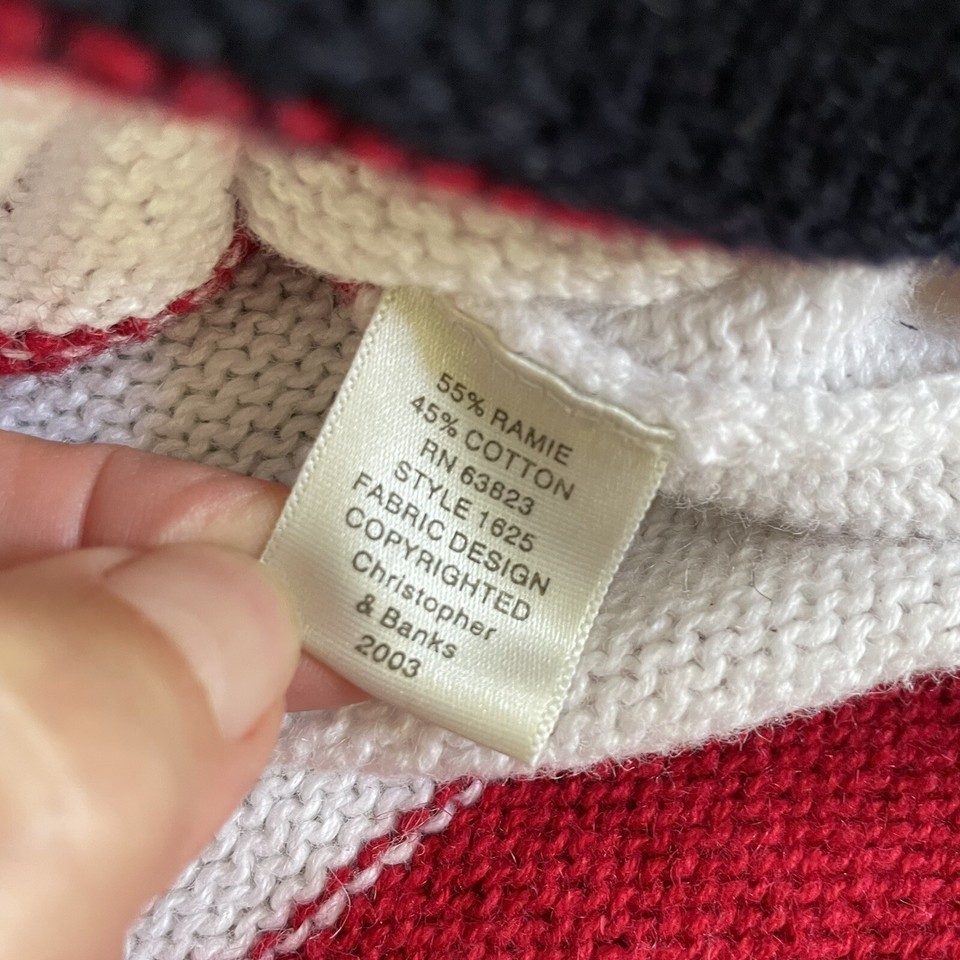 55% RAMIE
45% COTTON
RN 63823
STYLE 1625
FABRIC DESIGN
COPYRIGHTED
Christopher
& Banks
2003